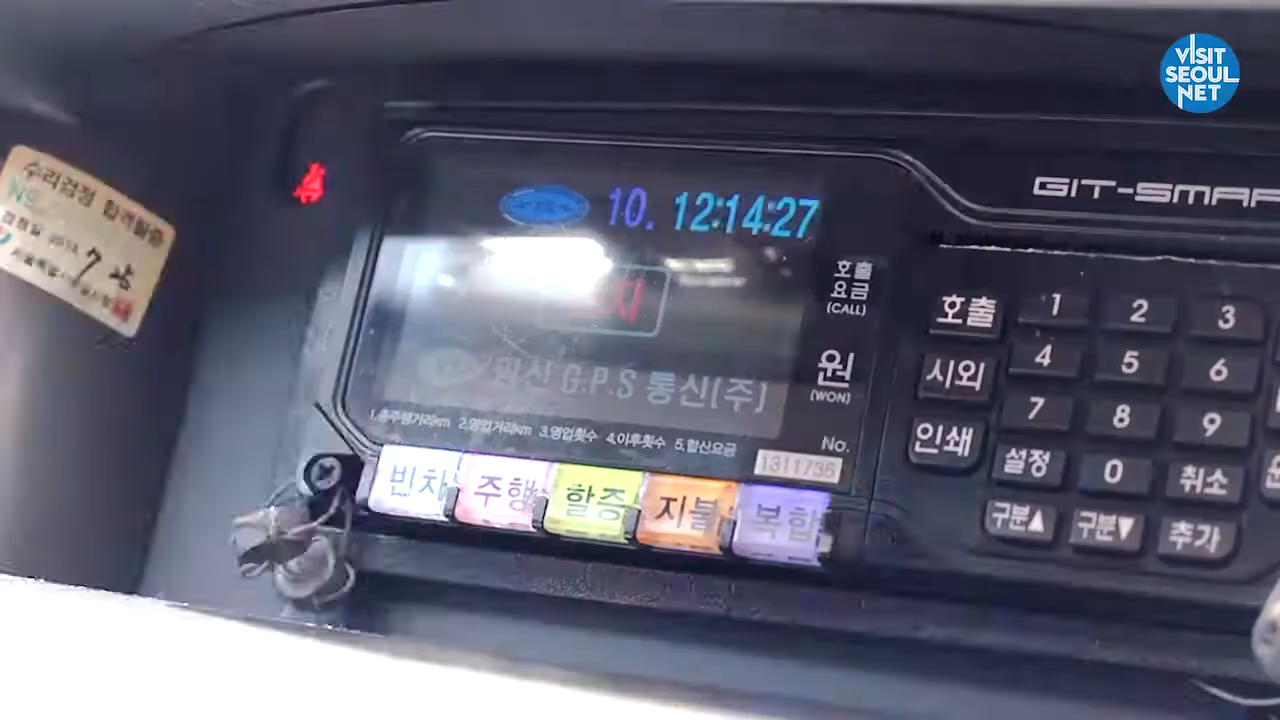 VISIT
SEOUL
NET
수리검정 합격필증
GIT-SMAR
10. 12:14:27
호출
요금
(CALL)
원
(WON)
G.P.S 통신(주)
1.총주행거리km 2.영업거리km 3.영업횟수 4.이후횟수 5.합산요금
No.
1311736
빈차 주행 할증 지불 복합
호출 1 2 3
시외 4 5 6
인쇄 7 8 9
설정 0 취소
구분▲ 구분▼ 추가